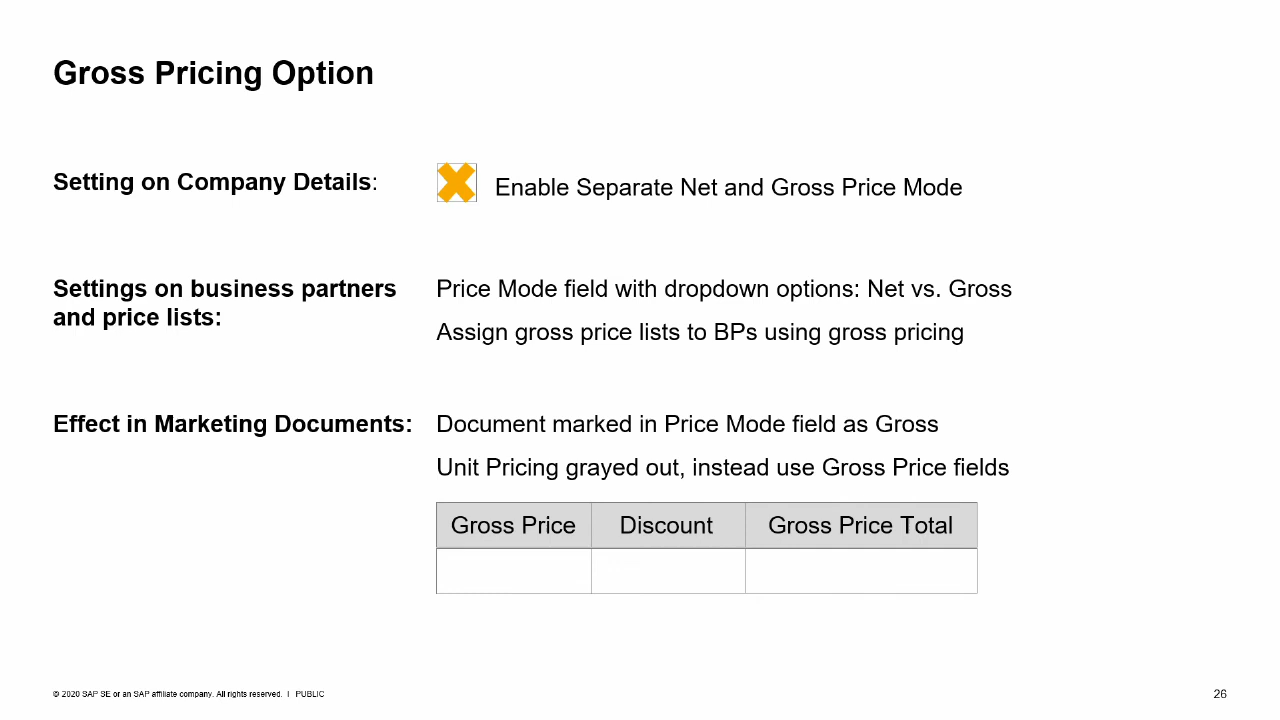 Gross Pricing Option
Setting on Company Details:
Enable Separate Net and Gross Price Mode
Settings on business partners
and price lists:
Price Mode field with dropdown options: Net vs. Gross
Assign gross price lists to BPs using gross pricing
Effect in Marketing Documents:
Document marked in Price Mode field as Gross
Unit Pricing grayed out, instead use Gross Price fields
Gross Price Discount Gross Price Total
© 2020 SAP SE or an SAP affiliate company. All rights reserved. I PUBLIC
26